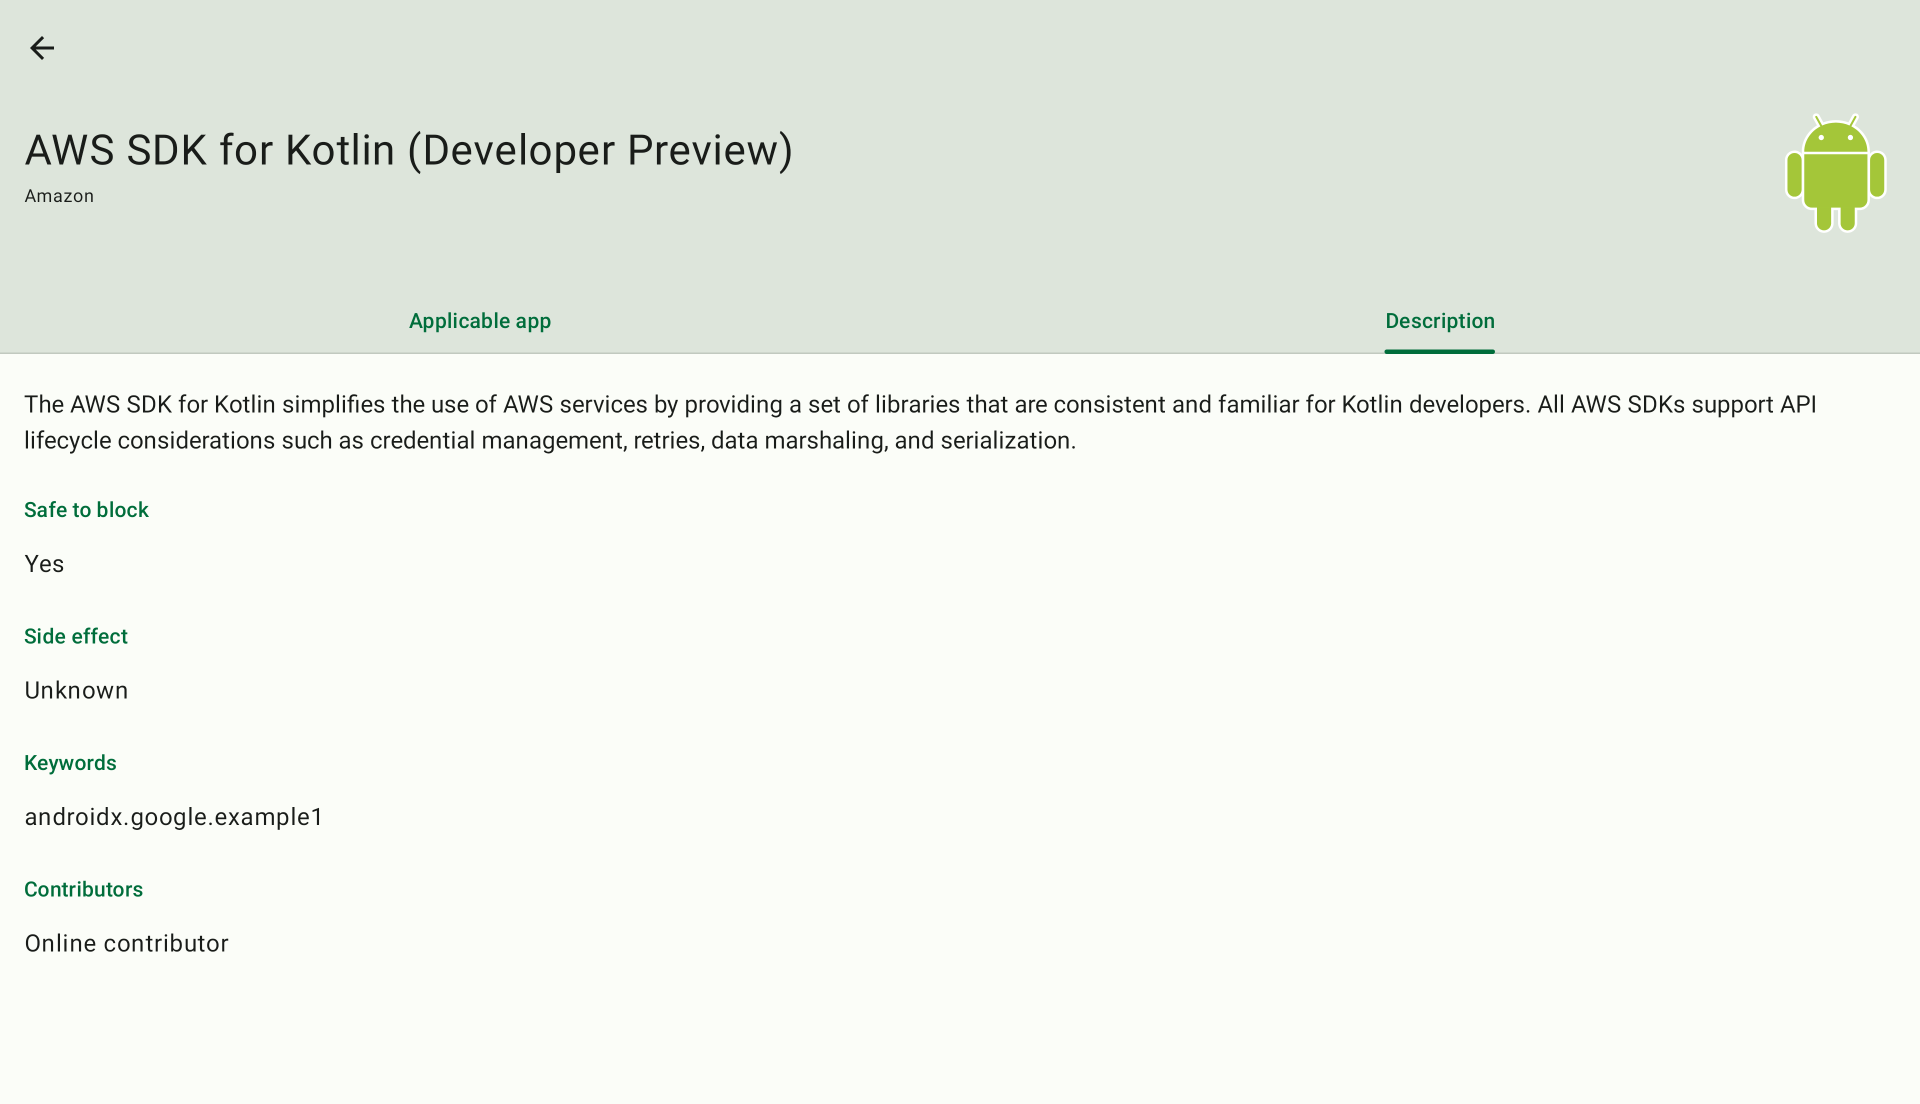 AWS SDK for Kotlin (Developer Preview)
Amazon
Applicable app
Description
The AWS SDK for Kotlin simplifies the use of AWS services by providing a set of libraries that are consistent and familiar for Kotlin developers. All AWS SDKs support API
lifecycle considerations such as credential management, retries, data marshaling, and serialization.
Safe to block
Yes
Side effect
Unknown
Keywords
androidx.google.example1
Contributors
Online contributor